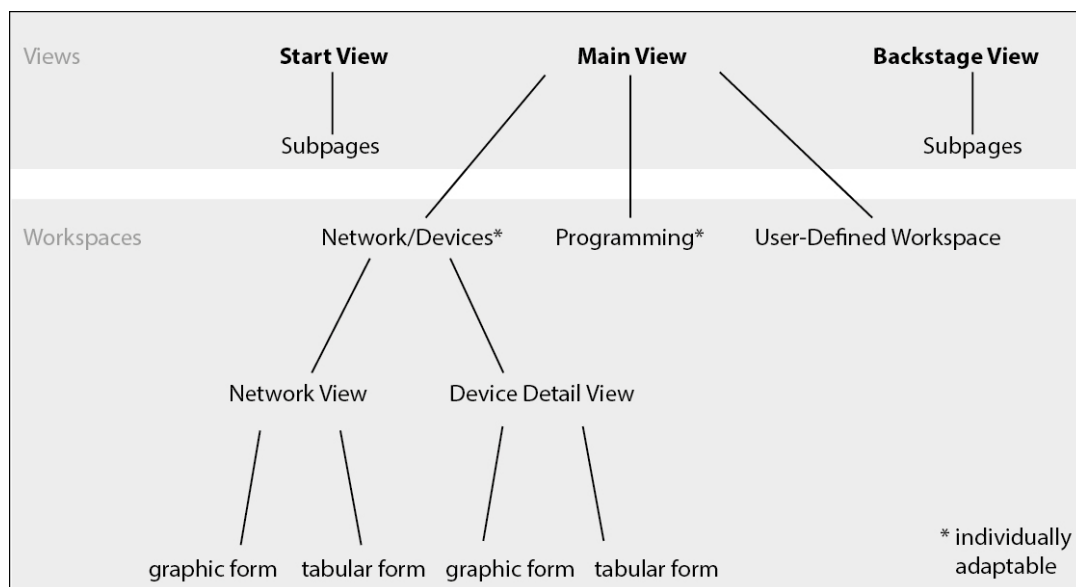 Views
Start View
Main View
Backstage View
Subpages
Subpages
Workspaces
Network/Devices*
Programming*
User-Defined Workspace
Network View
Device Detail View
graphic form
tabular form
graphic form
tabular form
* individually
adaptable